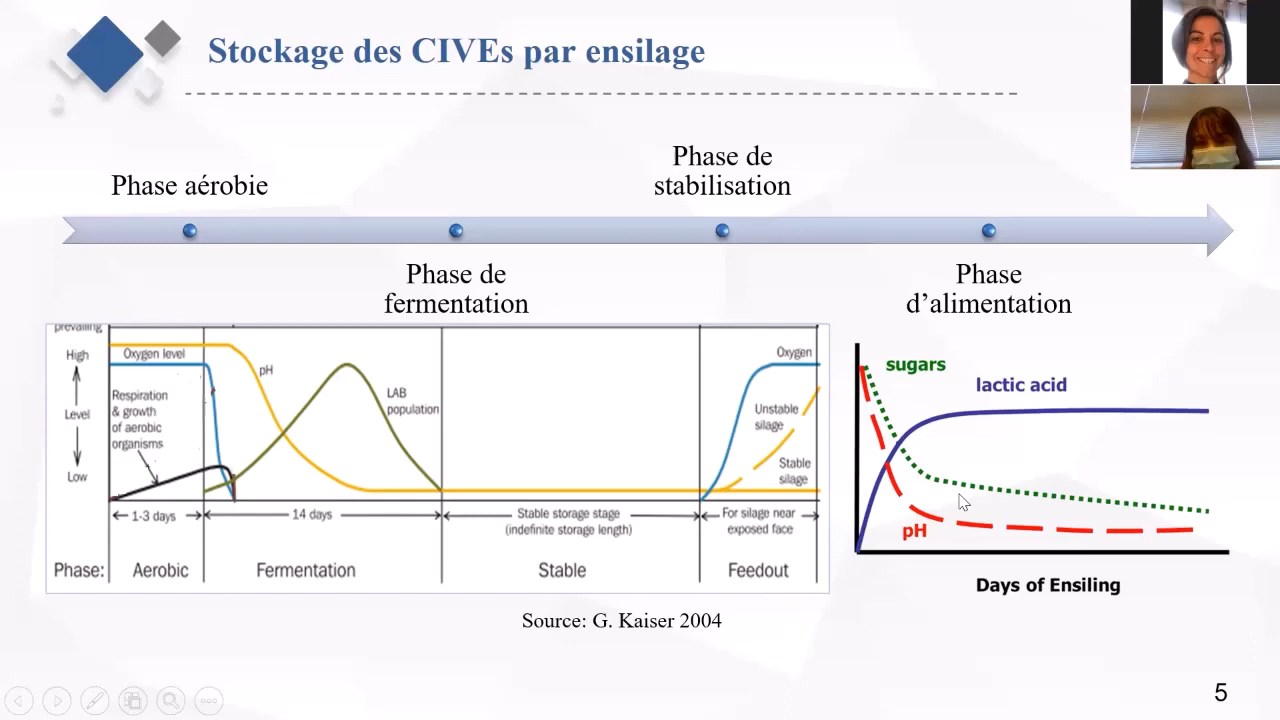 Stockage des CIVEs par ensilage
Phase aérobie
Phase de
stabilisation
Phase de
fermentation
Phase
d’alimentation
prevailing
High
Level
Low
Oxygen level
pH
Respiration
& growth
of aerobic
organisms
LAB
population
Oxygen
Unstable
silage
Stable
silage
1-3 days
14 days
Stable storage stage
(indefinite storage length)
For silage near
exposed face
Phase:
Aerobic
Fermentation
Stable
Feedout
sugars
lactic acid
pH
Days of Ensiling
Source: G. Kaiser 2004
5